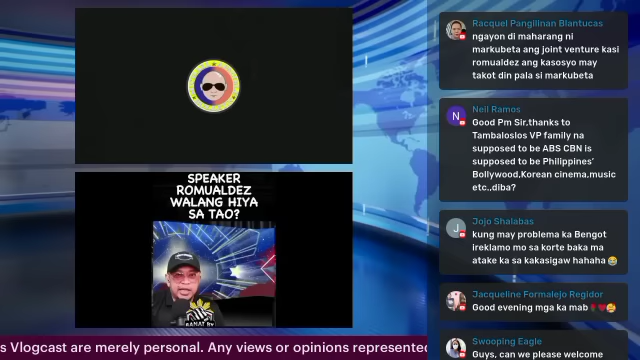 SPEAKER
ROMUALDEZ
WALANG HIYA
SA TAO?
BANAT BY
s Vlogcast are merely personal. Any views or opinions represented
Racquel Pangilinan Blantucas
ngayon di maharang ni
markubeta ang joint venture kasi
romualdez ang kasosyo may
takot din pala si markubeta
N
Neil Ramos
Good Pm Sir,thanks to
Tambaloslos VP family na
supposed to be ABS CBN is
supposed to be Philippines'
Bollywood,Korean cinema,music
etc.,diba?
J
Jojo Shalabas
kung may problema ka Bengot
ireklamo mo sa korte baka ma
atake ka sa kakasigaw hahaha 😂
Jacqueline Formalejo Regidor
Good evening mga ka mab
Swooping Eagle
Guys, can we please welcome